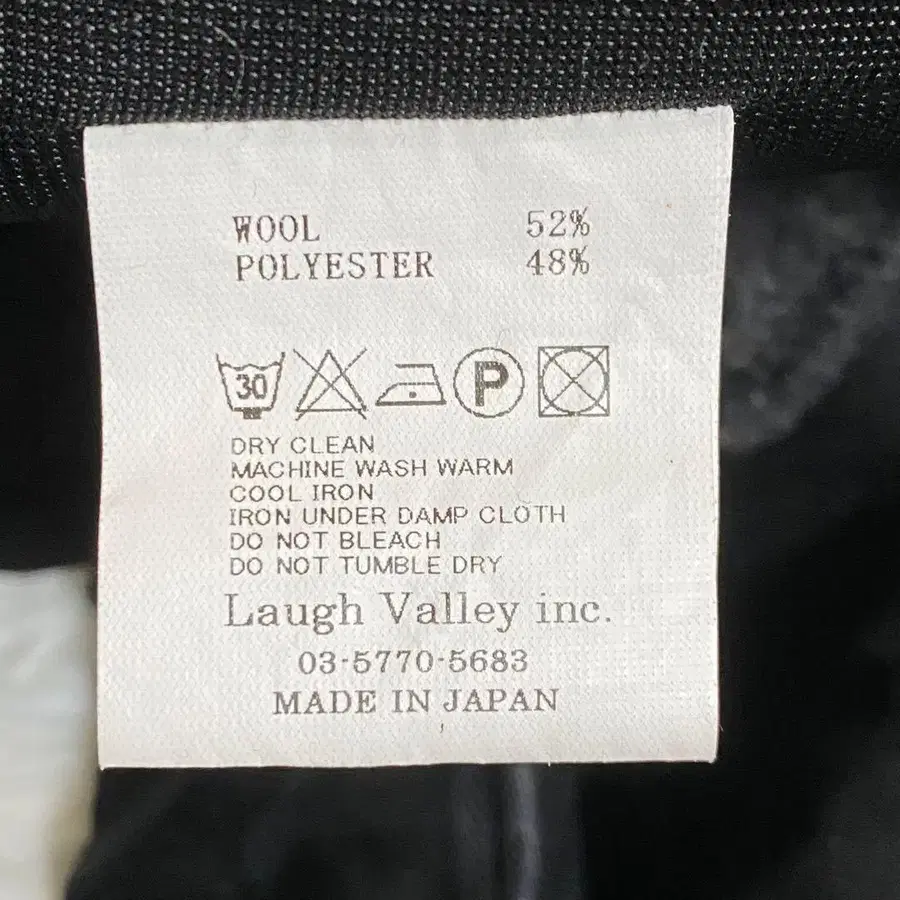 WOOL 52%
POLYESTER 48%
30 P
DRY CLEAN
MACHINE WASH WARM
COOL IRON
IRON UNDER DAMP CLOTH
DO NOT BLEACH
DO NOT TUMBLE DRY
Laugh Valley inc.
03-5770-5683
MADE IN JAPAN